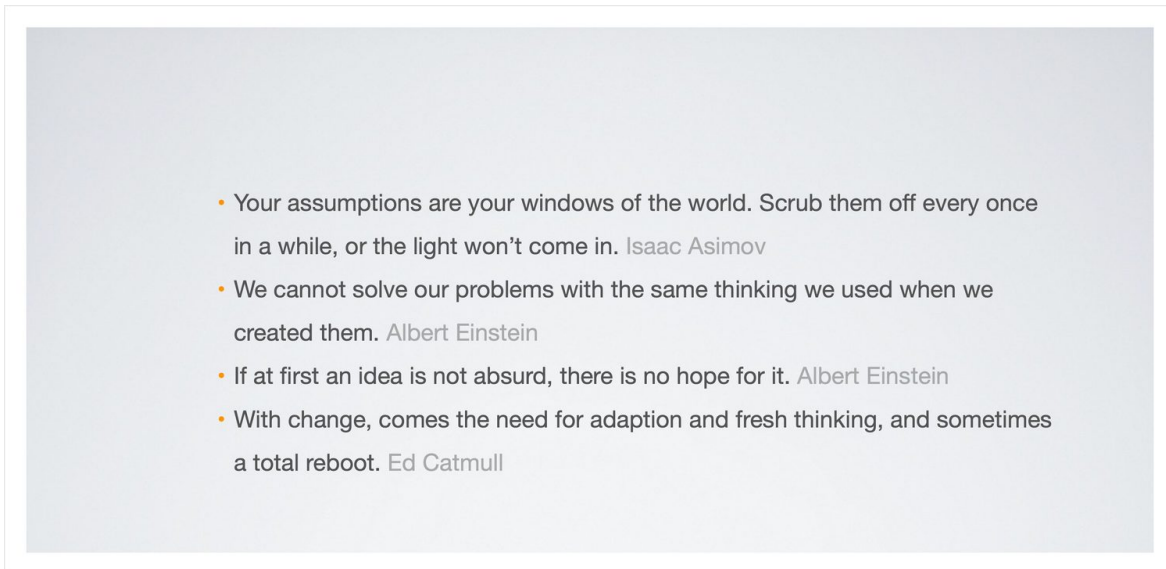 • Your assumptions are your windows of the world. Scrub them off every once
in a while, or the light won’t come in. Isaac Asimov
• We cannot solve our problems with the same thinking we used when we
created them. Albert Einstein
• If at first an idea is not absurd, there is no hope for it. Albert Einstein
• With change, comes the need for adaption and fresh thinking, and sometimes
a total reboot. Ed Catmull